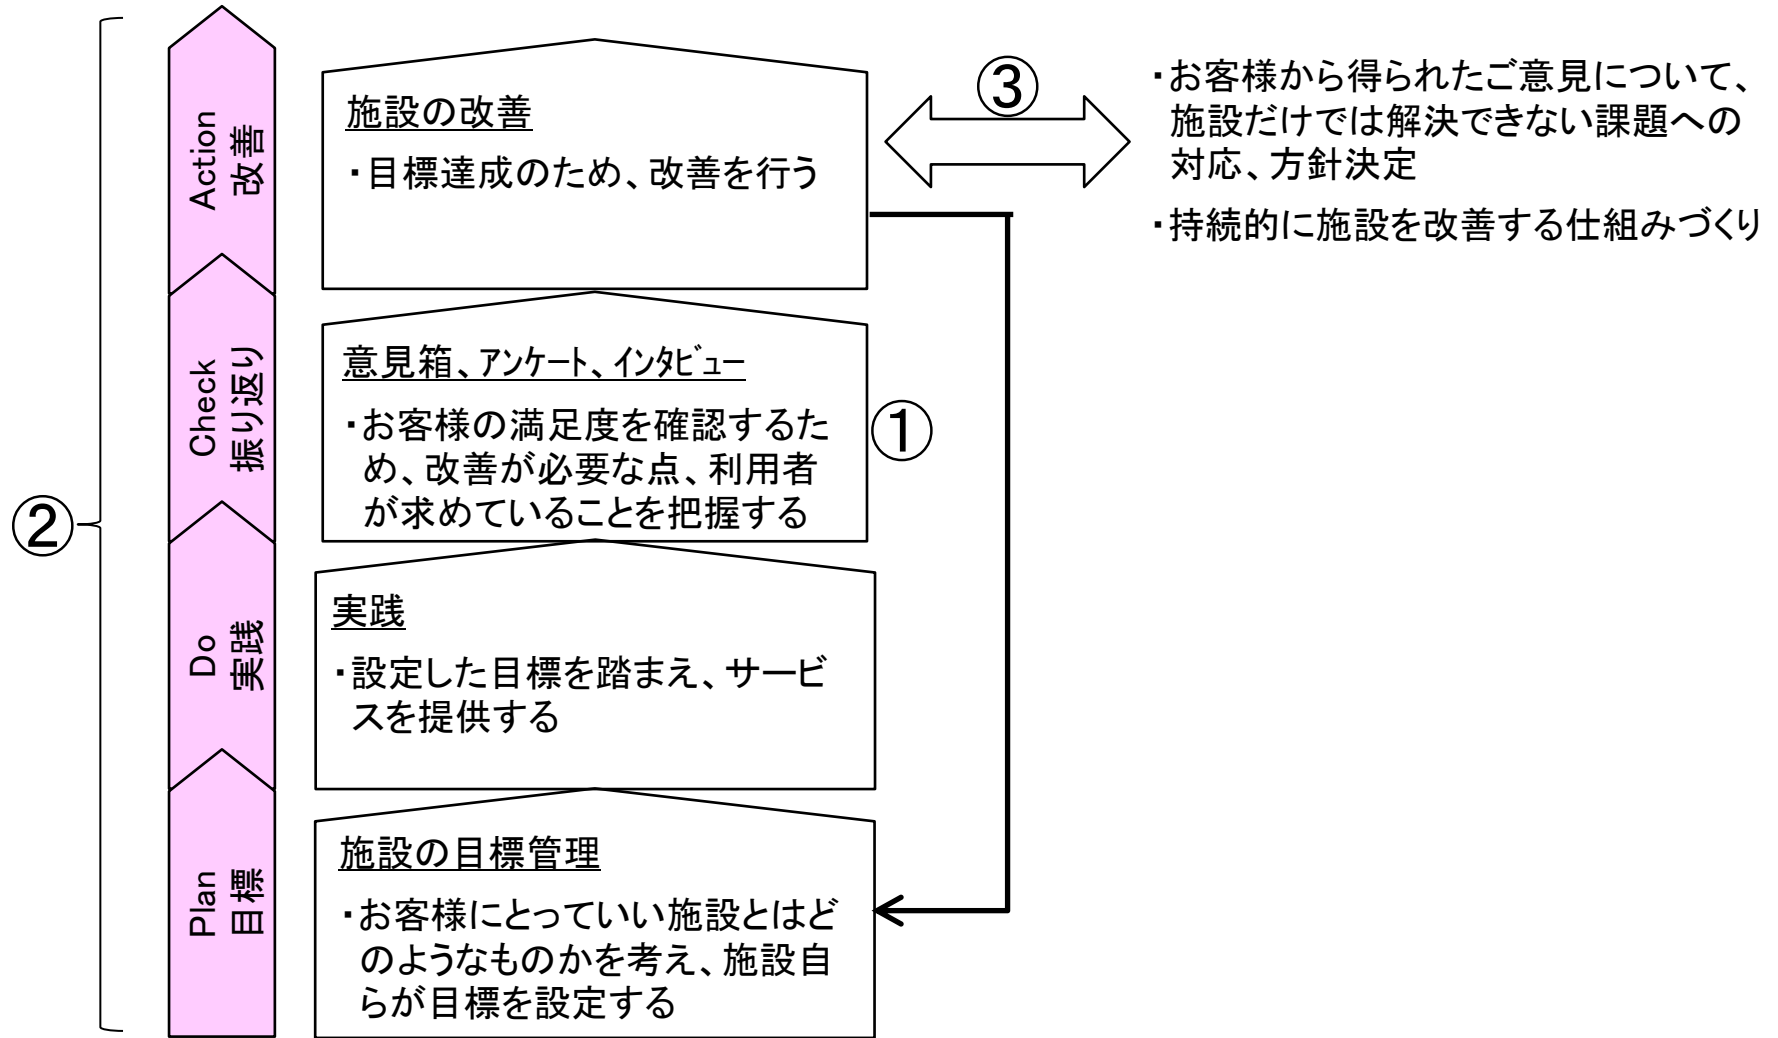 ②
Action
改善
施設の改善
・目標達成のため、改善を行う
③
・お客様から得られたご意見について、
施設だけでは解決できない課題への
対応、方針決定
・持続的に施設を改善する仕組みづくり
Check
振り返り
意見箱、アンケート、インタビュー
・お客様の満足度を確認するた
め、改善が必要な点、利用者
が求めていることを把握する
①
Do
実践
実践
・設定した目標を踏まえ、サービ
スを提供する
Plan
目標
施設の目標管理
・お客様にとっていい施設とはど
のようなものかを考え、施設自
らが目標を設定する